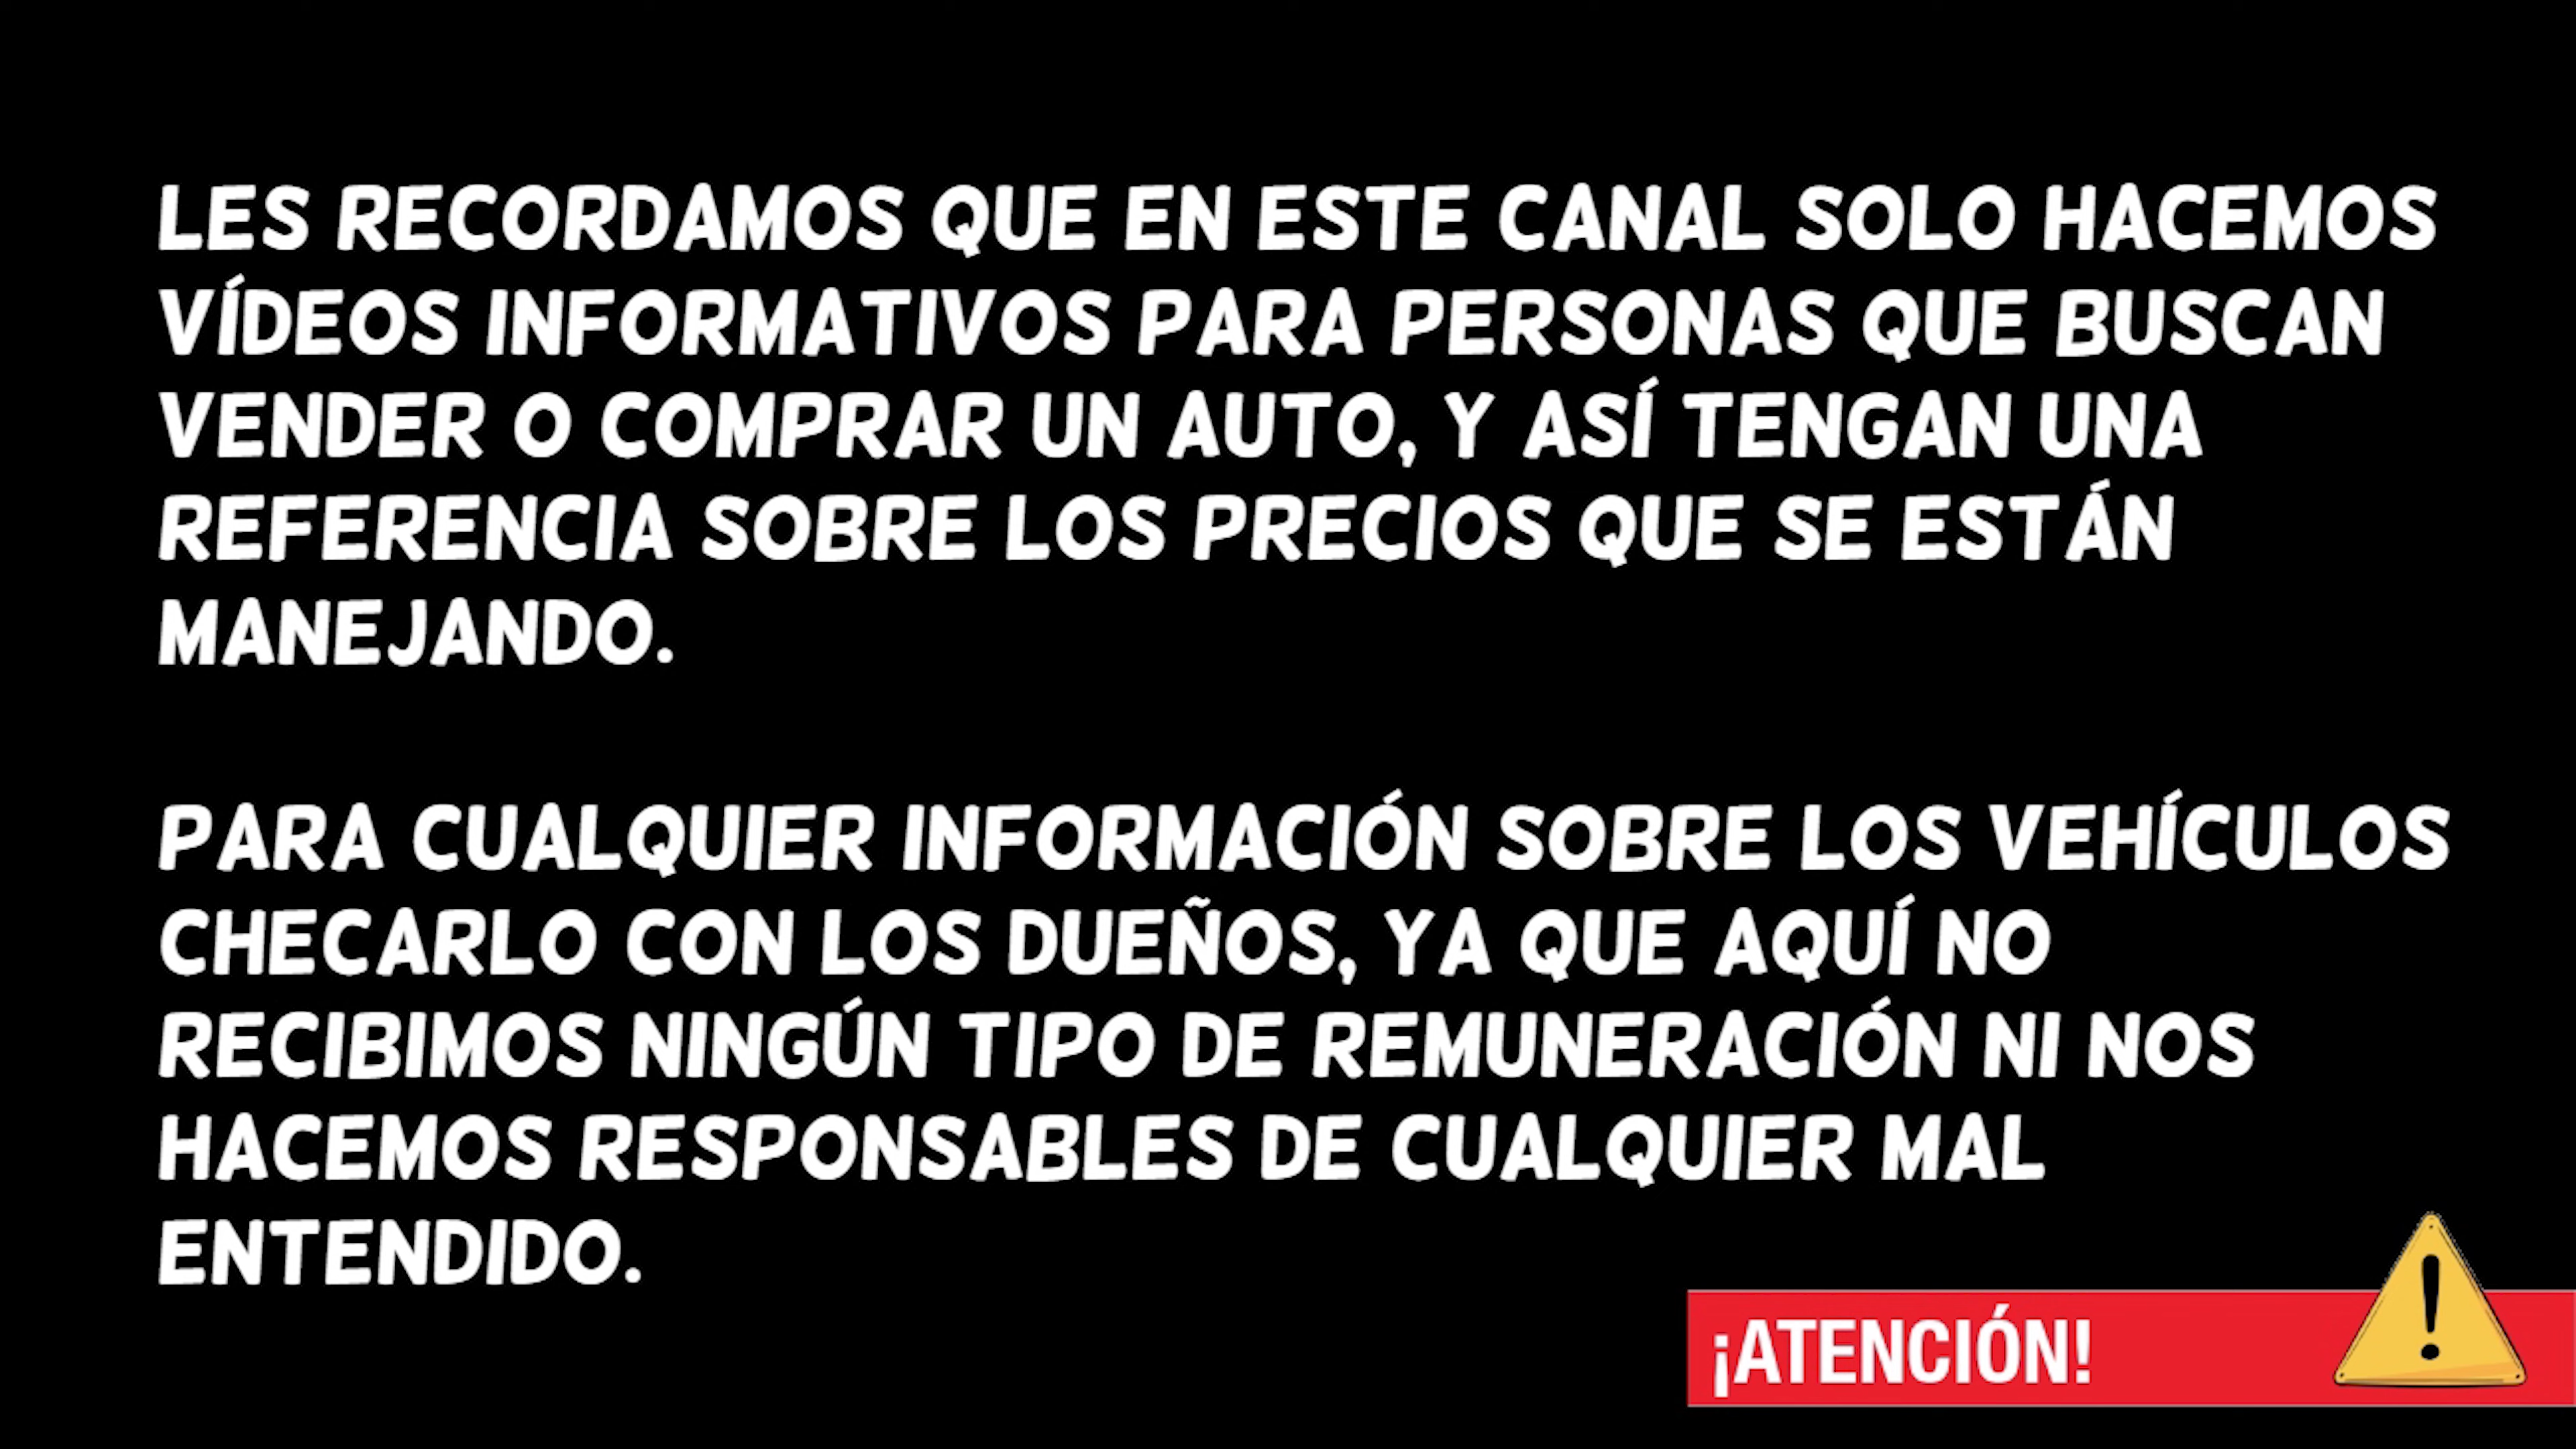 LES RECORDAMOS QUE EN ESTE CANAL SOLO HACEMOS
VÍDEOS INFORMATIVOS PARA PERSONAS QUE BUSCAN
VENDER O COMPRAR UN AUTO, Y ASÍ TENGAN UNA
REFERENCIA SOBRE LOS PRECIOS QUE SE ESTÁN
MANEJANDO.
PARA CUALQUIER INFORMACIÓN SOBRE LOS VEHÍCULOS
CHECARLO CON LOS DUEÑOS, YA QUE AQUÍ NO
RECIBIMOS NINGÚN TIPO DE REMUNERACIÓN NI NOS
HACEMOS RESPONSABLES DE CUALQUIER MAL
ENTENDIDO.
¡ATENCIÓN!
!